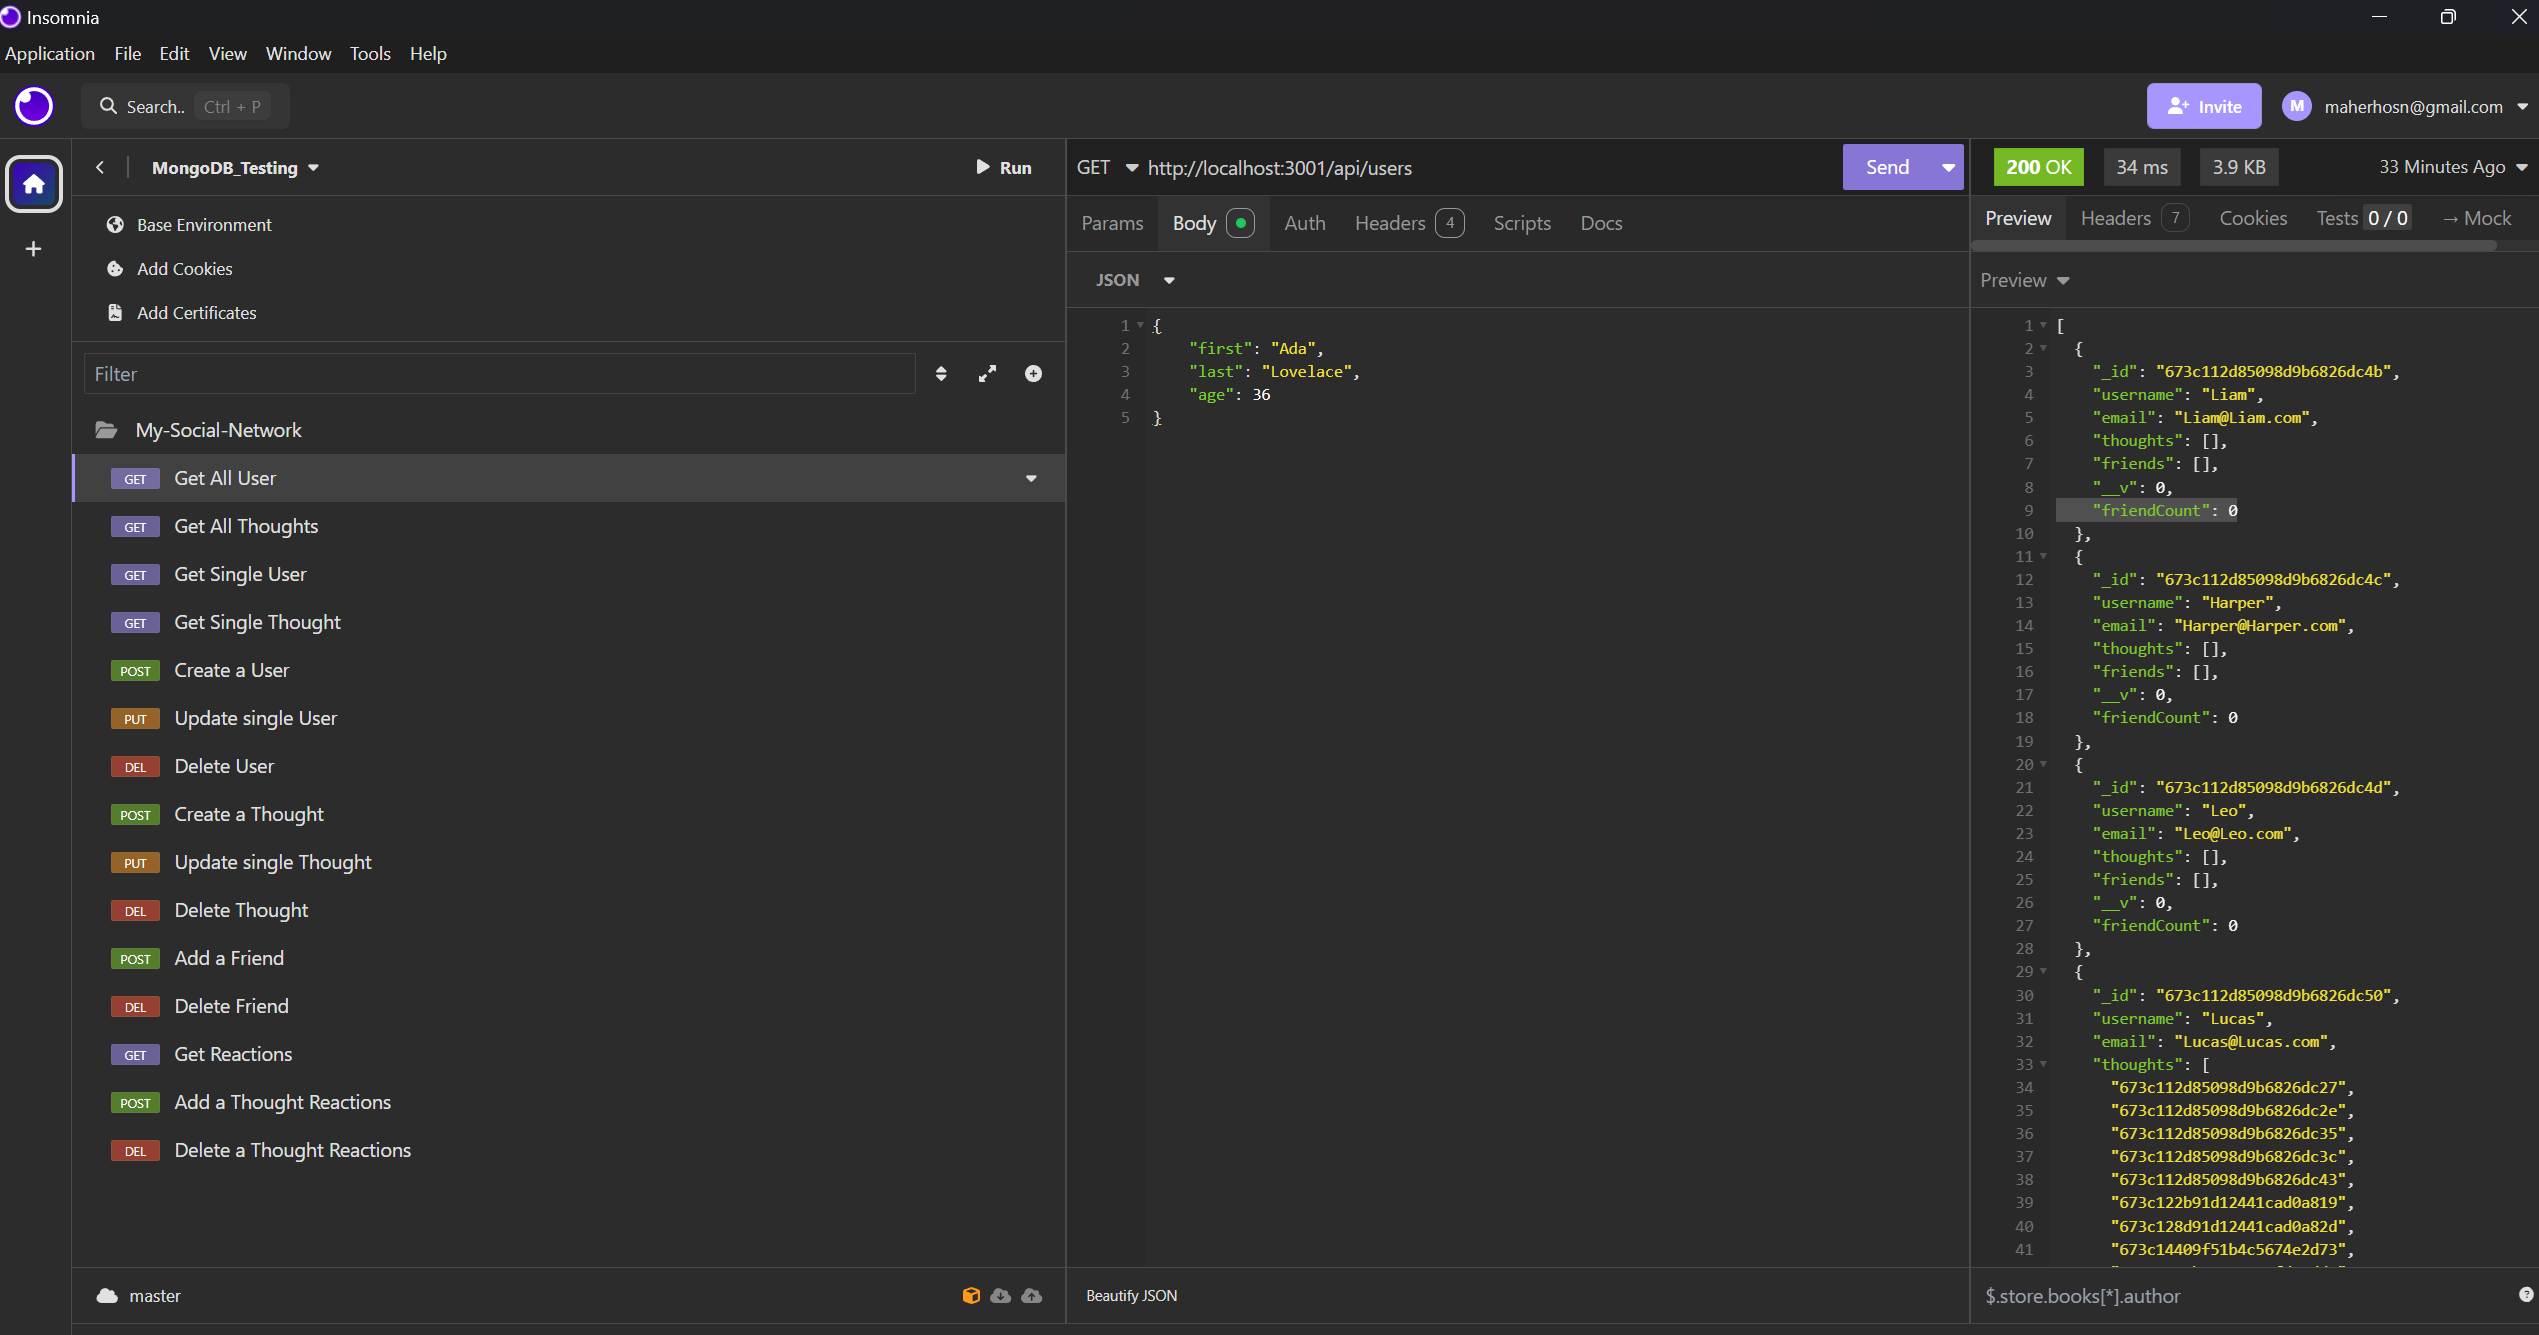 Insomnia
Application File Edit View Window Tools Help
Search.. Ctrl + P
Invite
M maherhosn@gmail.com
MongoDB_Testing
Run
Base Environment
Add Cookies
Add Certificates
Filter
My-Social-Network
GET Get All User
GET Get All Thoughts
GET Get Single User
GET Get Single Thought
POST Create a User
PUT Update single User
DEL Delete User
POST Create a Thought
PUT Update single Thought
DEL Delete Thought
POST Add a Friend
DEL Delete Friend
GET Get Reactions
POST Add a Thought Reactions
DEL Delete a Thought Reactions
master
GET http://localhost:3001/api/users
Send
Params Body Auth Headers 4 Scripts Docs
JSON
1 {
2 "first": "Ada",
3 "last": "Lovelace",
4 "age": 36
5 }
Beautify JSON
200 OK 34 ms 3.9 KB 33 Minutes Ago
Preview Headers 7 Cookies Tests 0 / 0 → Mock
Preview
1 [
2 {
3 "_id": "673c112d85098d9b6826dc4b",
4 "username": "Liam",
5 "email": "Liam@Liam.com",
6 "thoughts": [],
7 "friends": [],
8 "__v": 0,
9 "friendCount": 0
10 },
11 {
12 "_id": "673c112d85098d9b6826dc4c",
13 "username": "Harper",
14 "email": "Harper@Harper.com",
15 "thoughts": [],
16 "friends": [],
17 "__v": 0,
18 "friendCount": 0
19 },
20 {
21 "_id": "673c112d85098d9b6826dc4d",
22 "username": "Leo",
23 "email": "Leo@Leo.com",
24 "thoughts": [],
25 "friends": [],
26 "__v": 0,
27 "friendCount": 0
28 },
29 {
30 "_id": "673c112d85098d9b6826dc50",
31 "username": "Lucas",
32 "email": "Lucas@Lucas.com",
33 "thoughts": [
34 "673c112d85098d9b6826dc27",
35 "673c112d85098d9b6826dc2e",
36 "673c112d85098d9b6826dc35",
37 "673c112d85098d9b6826dc3c",
38 "673c112d85098d9b6826dc43",
39 "673c122b91d12441cad0a819",
40 "673c128d91d12441cad0a82d",
41 "673c14409f51b4c5674e2d73",
$.store.books[*].author
?